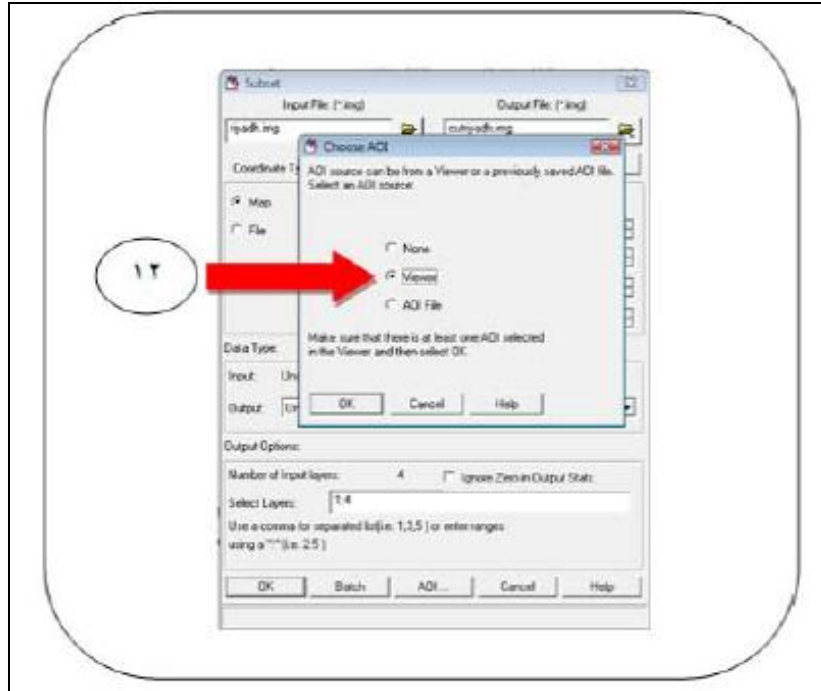 Subset
Input File: (*.img)
Output File: (*.img)
riyadh.img
cutriyadh.img
Choose AOI
Coordinate Ty
AOI source can be from a Viewer or a previously saved AOI file.
Select an AOI source:
Map
File
None
١٢
Viewer
AOI File
Make sure that there is at least one AOI selected
in the Viewer and then select OK.
Data Type:
Input: Un
Output:
OK Cancel Help
Output Options:
Number of Input layers: 4 Ignore Zero in Output Stats.
Select Layers: 1:4
Use a comma for separated list(i.e. 1,3,5 ) or enter ranges
using a ":" (i.e. 2:5 ).
OK Batch AOI ... Cancel Help